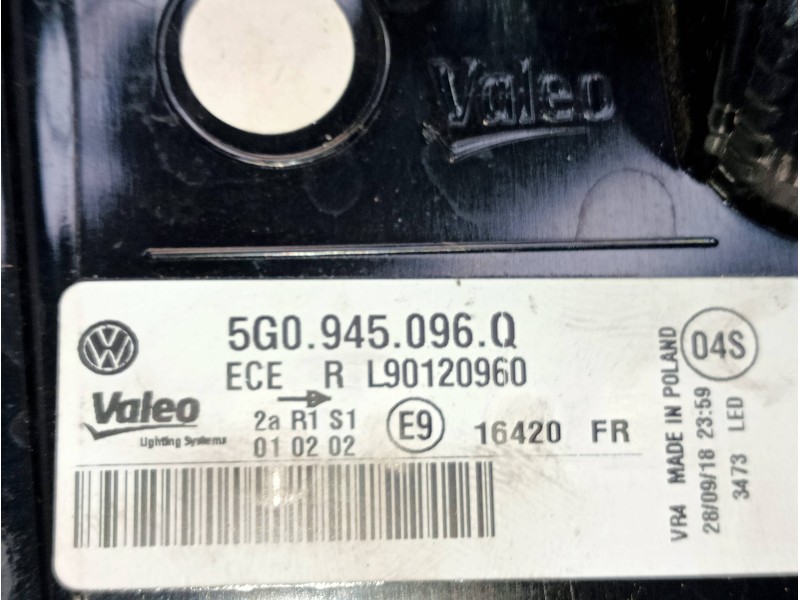 Valeo
5G0.945.096.Q
ECE R L90120960
Valeo
Lighting Systems
2a R1 S1
01 02 02
E9
16420 FR
VR4 MADE IN POLAND
28/09/18 23:59
3473 LED
04S